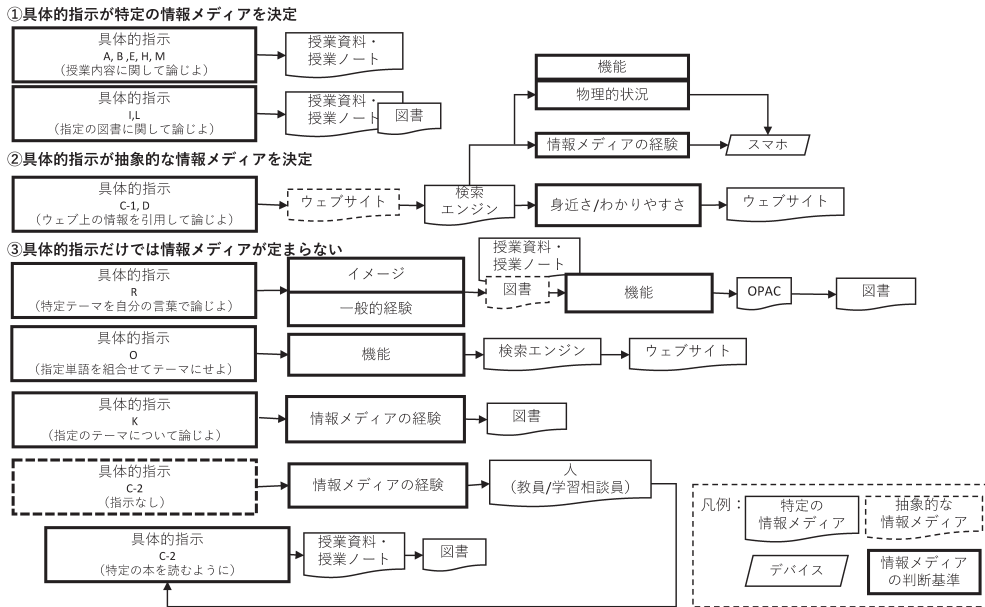 ①具体的指示が特定の情報メディアを決定
具体的指示
A, B ,E, H, M
(授業内容に関して論じよ)
授業資料・
授業ノート
具体的指示
I,L
(指定の図書に関して論じよ)
授業資料・
授業ノート
図書
機能
物理的状況
情報メディアの経験
スマホ
②具体的指示が抽象的な情報メディアを決定
具体的指示
C-1, D
(ウェブ上の情報を引用して論じよ)
ウェブサイト
検索
エンジン
身近さ/わかりやすさ
ウェブサイト
③具体的指示だけでは情報メディアが定まらない
具体的指示
R
(特定テーマを自分の言葉で論じよ)
イメージ
一般的経験
授業資料・
授業ノート
図書
機能
OPAC
図書
具体的指示
O
(指定単語を組合せてテーマにせよ)
機能
検索エンジン
ウェブサイト
具体的指示
K
(指定のテーマについて論じよ)
情報メディアの経験
図書
具体的指示
C-2
(指示なし)
情報メディアの経験
人
(教員/学習相談員)
具体的指示
C-2
(特定の本を読むように)
授業資料・
授業ノート
図書
凡例：
特定の
情報メディア
抽象的な
情報メディア
デバイス
情報メディア
の判断基準